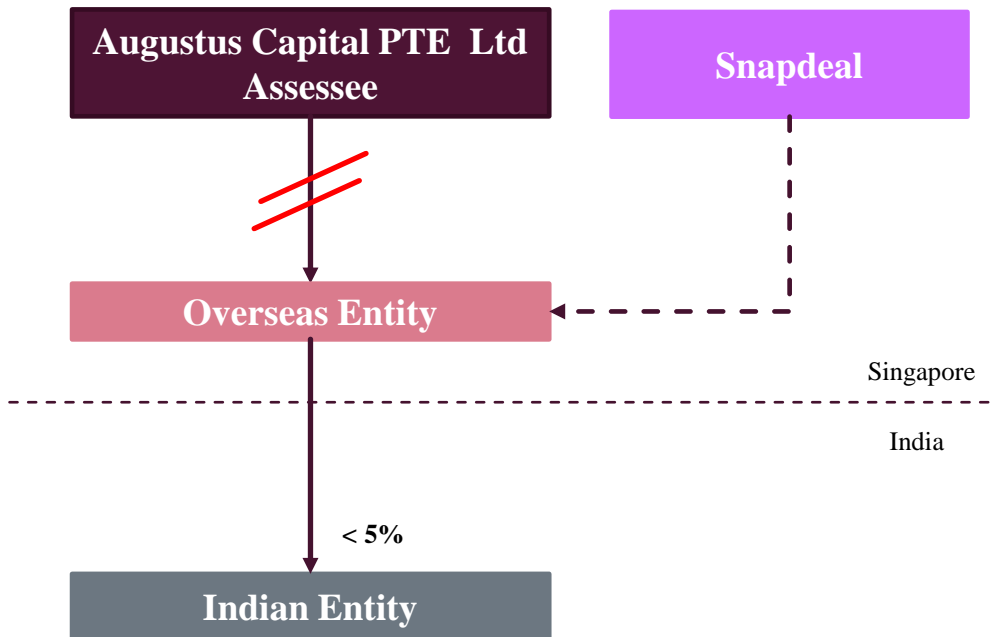 Augustus Capital PTE Ltd
Assessee
Snapdeal
Overseas Entity
Singapore
India
< 5%
Indian Entity